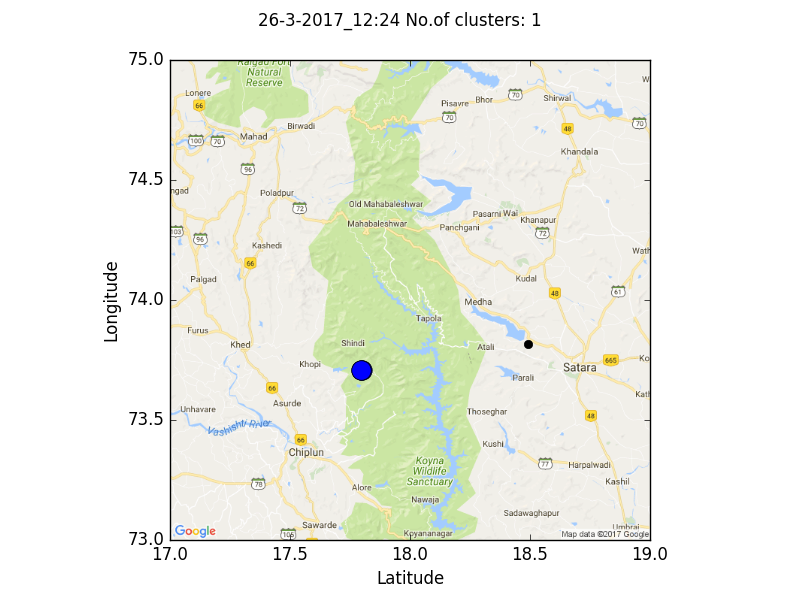 26-3-2017_12:24 No.of clusters: 1
75.0
74.5
74.0
73.5
73.0
17.0 17.5 18.0 18.5 19.0
Longitude
Latitude
Raigad Fort
Natural
Reserve
Lonere
66
Pisavre
Bhor
70
Shirwal
70
70
Birwadi
Mahad
100
70
48
Khandala
96
Poladpur
72
Old Mahabaleshwar
Mahabaleshwar
Pasarni
Wai
Khanapur
Panchgani
72
ngad
103
96
Kashedi
66
Palgad
Kudal
48
61
Medha
Tapola
Furus
Khed
Shindi
Atali
Khopi
Parali
Satara
665
66
Asurde
Unhavare
Vashishti River
Thoseghar
48
66
Chiplun
Kushi
Koyna
Wildlife
Sanctuary
77
Harpalwadi
78
Alore
Kashil
Nawaja
Sadawaghapur
Sawarde
Koyananagar
Umbraj
Google
Map data ©2017 Google